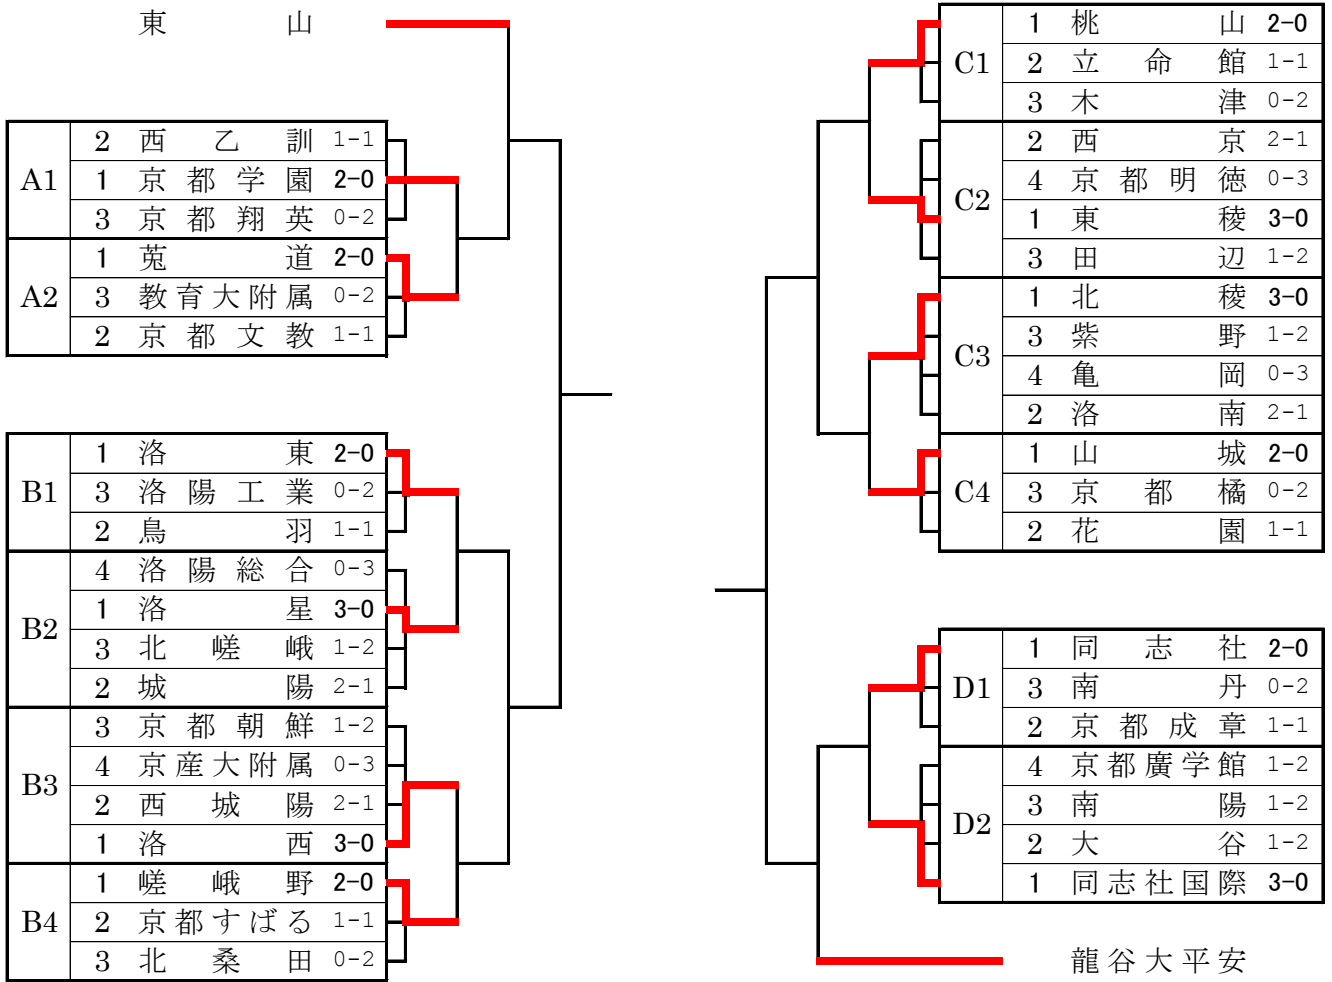 東山
A1
2 西乙訓 1-1
1 京都学園 2-0
3 京都翔英 0-2
A2
1 莵道 2-0
3 教育大附属 0-2
2 京都文教 1-1
B1
1 洛東 2-0
3 洛陽工業 0-2
2 鳥羽 1-1
B2
4 洛陽総合 0-3
1 洛星 3-0
3 北嵯峨 1-2
2 城陽 2-1
B3
3 京都朝鮮 1-2
4 京産大附属 0-3
2 西城陽 2-1
1 洛西 3-0
B4
1 嵯峨野 2-0
2 京都すばる 1-1
3 北桑田 0-2
C1
1 桃山 2-0
2 立命館 1-1
3 木津 0-2
C2
2 西京 2-1
4 京都明徳 0-3
1 東稜 3-0
3 田辺 1-2
C3
1 北稜 3-0
3 紫野 1-2
4 亀岡 0-3
2 洛南 2-1
C4
1 山城 2-0
3 京都橘 0-2
2 花園 1-1
D1
1 同志社 2-0
3 南丹 0-2
2 京都成章 1-1
D2
4 京都廣学館 1-2
3 南陽 1-2
2 大谷 1-2
1 同志社国際 3-0
龍谷大平安